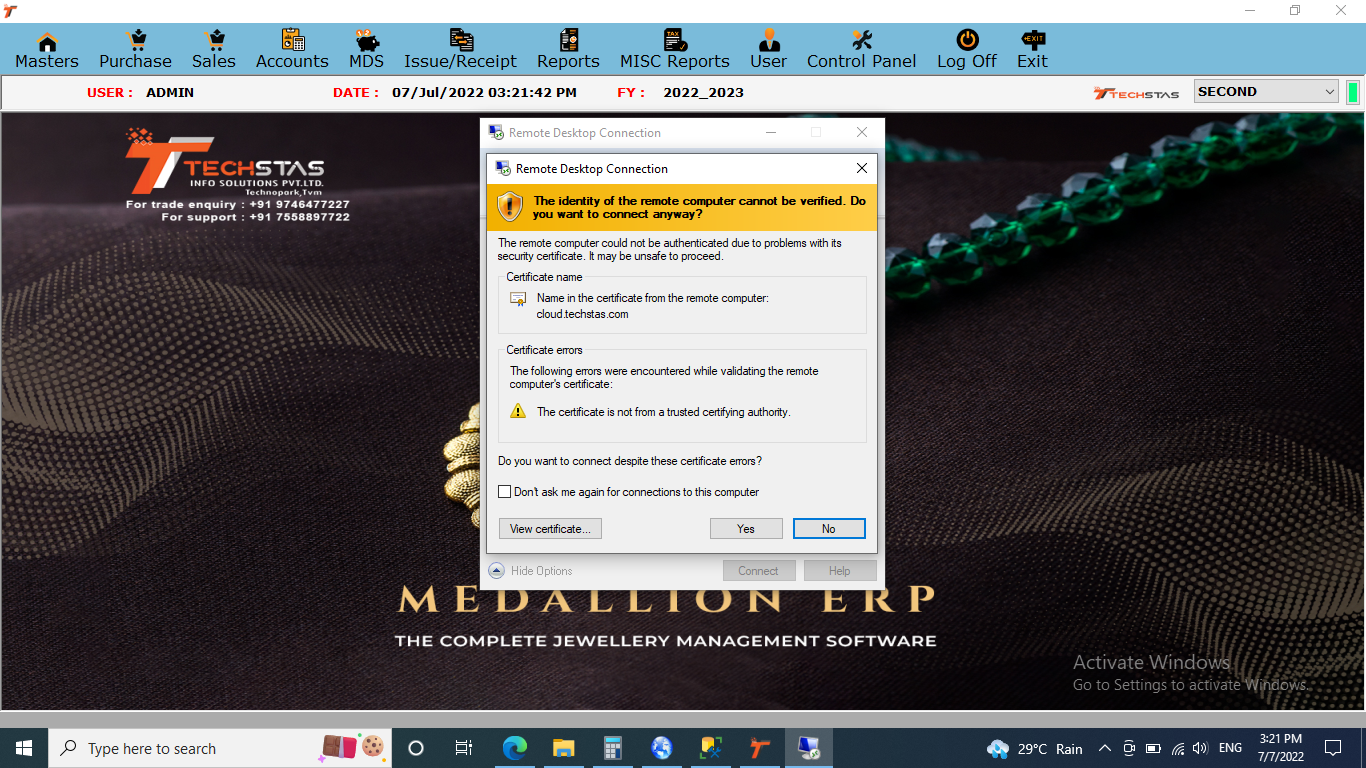 Masters Purchase Sales Accounts MDS Issue/Receipt Reports MISC Reports User Control Panel Log Off Exit
TAX
EXIT
USER : ADMIN DATE : 07/Jul/2022 03:21:42 PM FY : 2022_2023 TECHSTAS SECOND
TECHSTAS
INFO SOLUTIONS PVT.LTD.
Technopork,Tvm
For trade enquiry : +91 9746477227
For support : +91 7558897722
Remote Desktop Connection
Remote Desktop Connection
The identity of the remote computer cannot be verified. Do
you want to connect anyway?
The remote computer could not be authenticated due to problems with its
security certificate. It may be unsafe to proceed.
Certificate name
Name in the certificate from the remote computer:
cloud.techstas.com
Certificate errors
The following errors were encountered while validating the remote
computer's certificate:
The certificate is not from a trusted certifying authority.
Do you want to connect despite these certificate errors?
Don't ask me again for connections to this computer
View certificate... Yes No
Hide Options Connect Help
MEDALLION ERP
THE COMPLETE JEWELLERY MANAGEMENT SOFTWARE
Activate Windows
Go to Settings to activate Windows.
Type here to search
29°C Rain
ENG
3:21 PM
7/7/2022